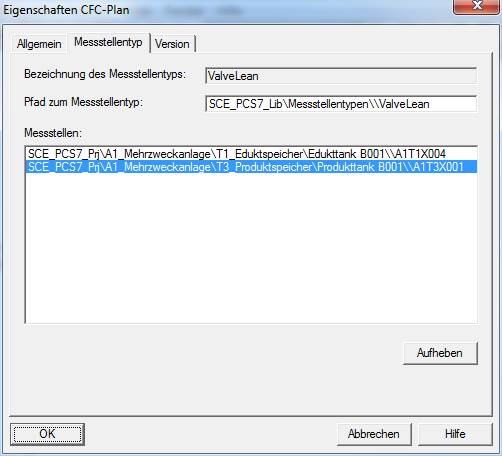 Eigenschaften CFC-Plan
Allgemein Messstellentyp Version
Bezeichnung des Messstellentyps: ValveLean
Pfad zum Messstellentyp: SCE_PCS7_Lib\Messstellentypen\\ValveLean
Messstellen:
SCE_PCS7_Prj\A1_Mehrzweckanlage\T1_Eduktspeicher\Edukttank B001\\A1T1X004
SCE_PCS7_Prj\A1_Mehrzweckanlage\T3_Produktspeicher\Produkttank B001\\A1T3X001
Aufheben
OK Abbrechen Hilfe